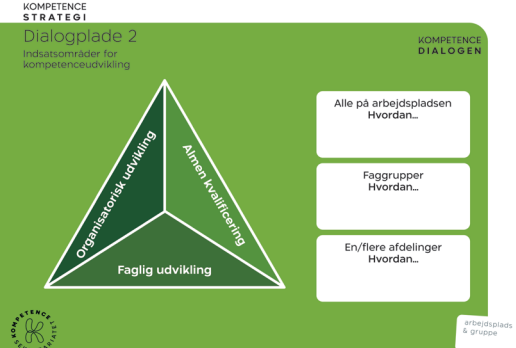 KOMPETENCE
STRATEGI
Dialogplade 2
Indsatsområder for
kompetenceudvikling
KOMPETENCE
DIALOGEN
Organisatorisk udvikling
Almen kvalificering
Faglig udvikling
Alle på arbejdspladsen
Hvordan...
Faggrupper
Hvordan...
En/flere afdelinger
Hvordan...
KOMPETENCE
arbejdsplads
& gruppe